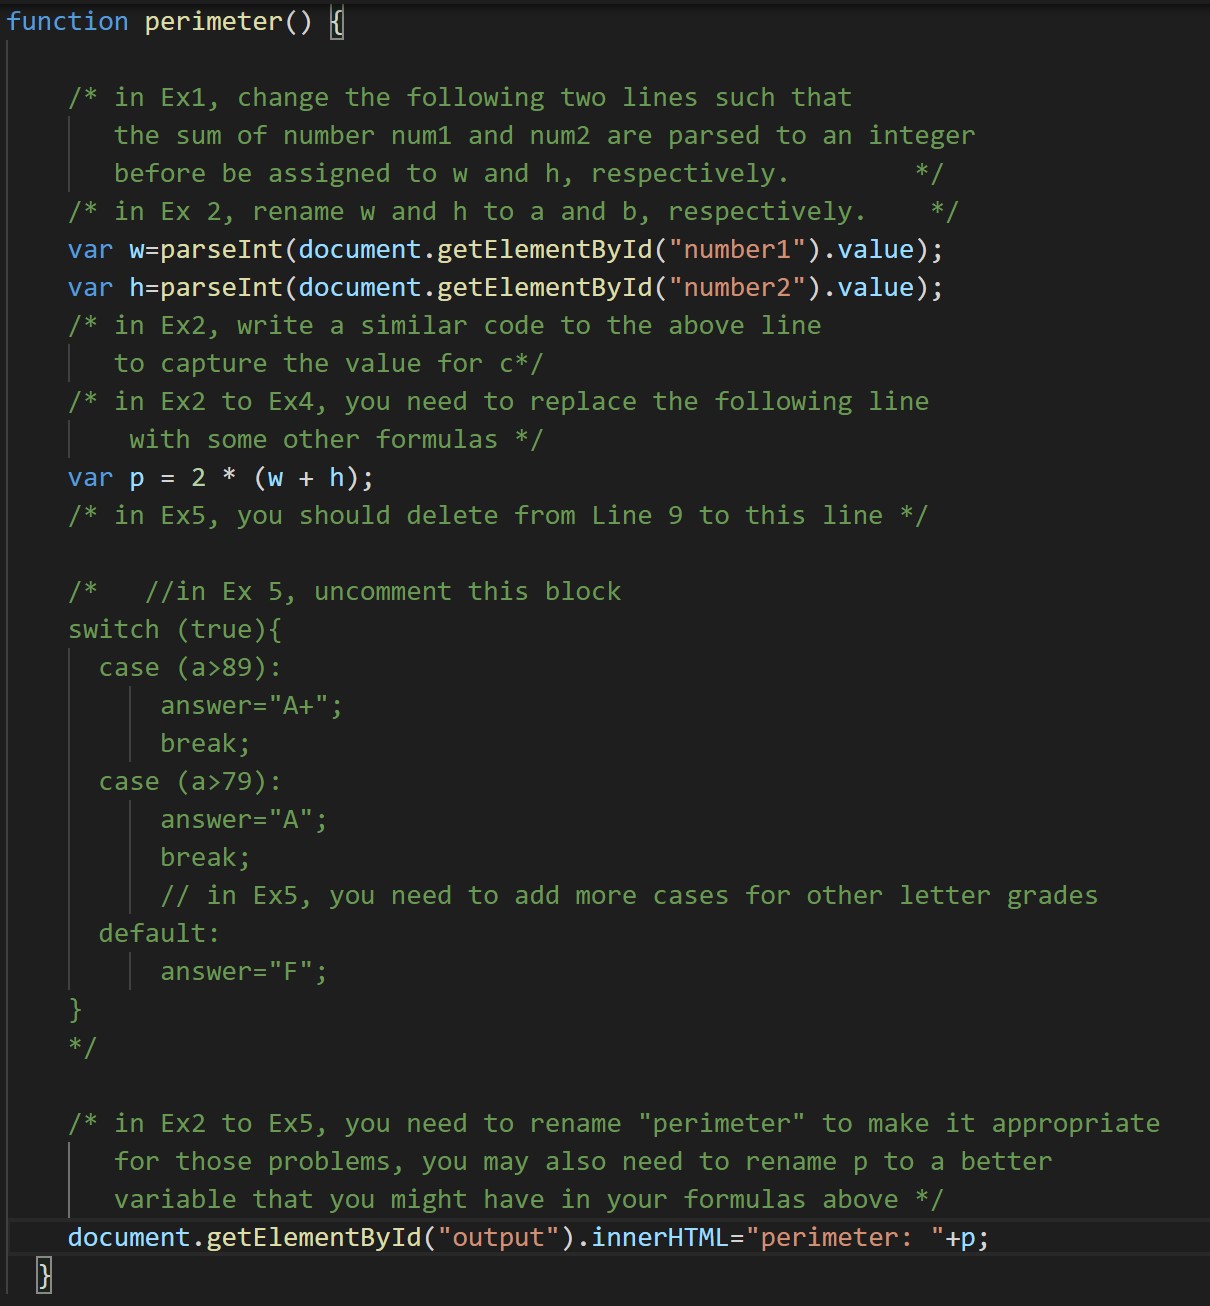 function perimeter() {
/* in Ex1, change the following two lines such that
the sum of number num1 and num2 are parsed to an integer
before be assigned to w and h, respectively. */
/* in Ex 2, rename w and h to a and b, respectively. */
var w=parseInt(document.getElementById("number1").value);
var h=parseInt(document.getElementById("number2").value);
/* in Ex2, write a similar code to the above line
to capture the value for c*/
/* in Ex2 to Ex4, you need to replace the following line
with some other formulas */
var p = 2 * (w + h);
/* in Ex5, you should delete from Line 9 to this line */
/* //in Ex 5, uncomment this block
switch (true){
case (a>89):
answer="A+";
break;
case (a>79):
answer="A";
break;
// in Ex5, you need to add more cases for other letter grades
default:
answer="F";
}
*/
/* in Ex2 to Ex5, you need to rename "perimeter" to make it appropriate
for those problems, you may also need to rename p to a better
variable that you might have in your formulas above */
document.getElementById("output").innerHTML="perimeter: "+p;
}